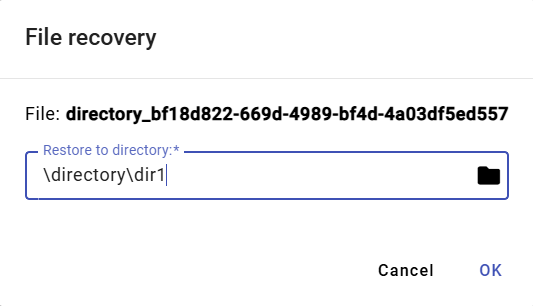 File recovery
File: directory_bf18d822-669d-4989-bf4d-4a03df5ed557
Restore to directory:*
\directory\dir1
Cancel OK